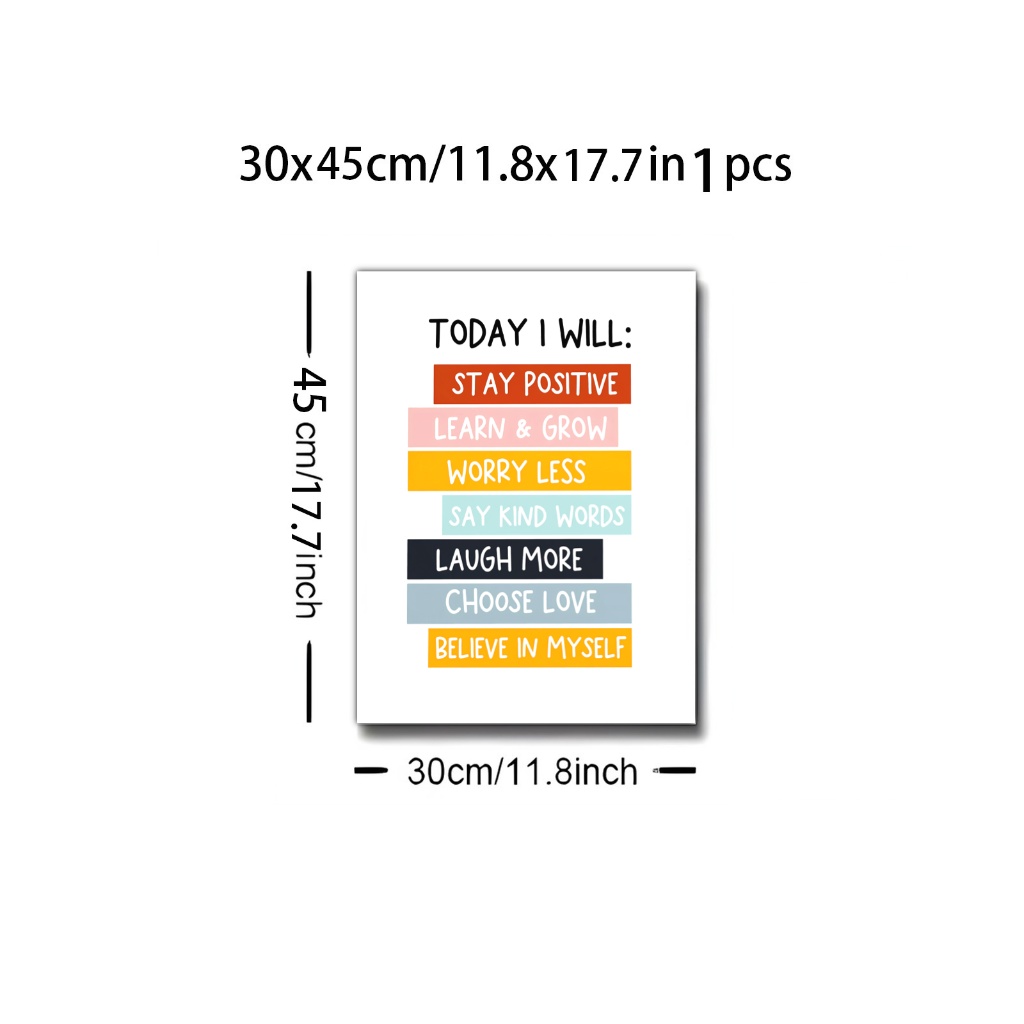 30x45cm/11.8x17.7in 1 pcs
TODAY I WILL:
STAY POSITIVE
LEARN & GROW
WORRY LESS
SAY KIND WORDS
LAUGH MORE
CHOOSE LOVE
BELIEVE IN MYSELF
45 cm/17.7inch
30cm/11.8inch